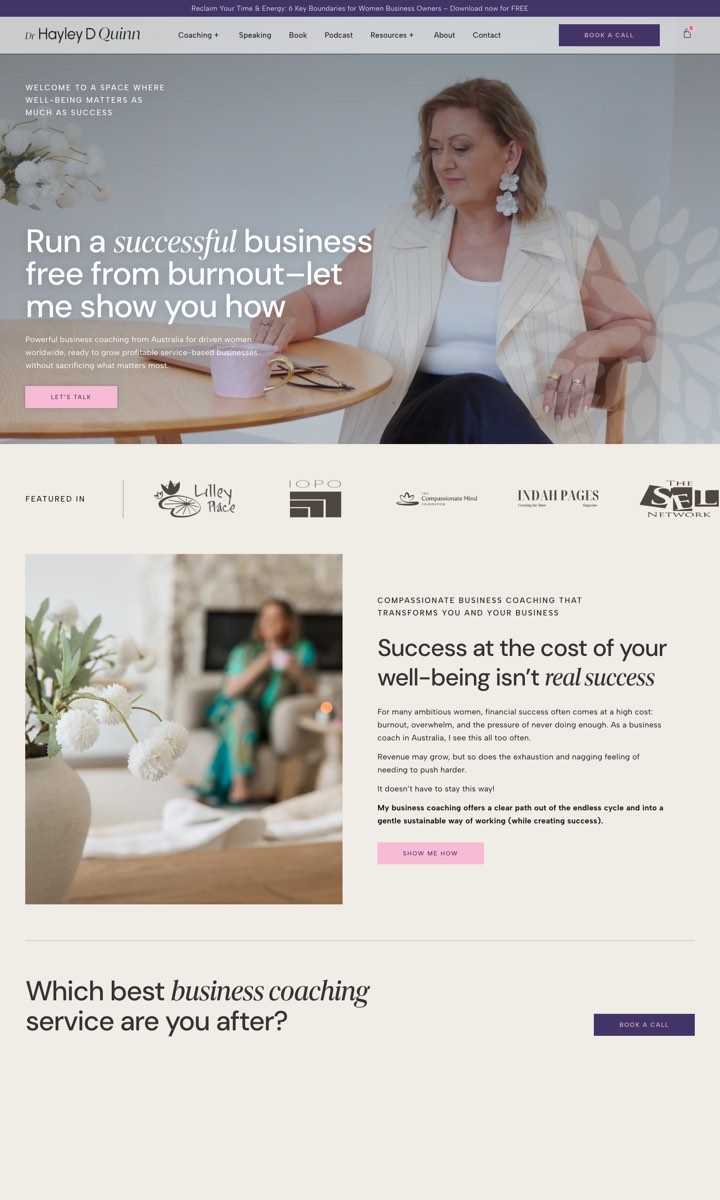 Reclaim Your Time & Energy: 6 Key Boundaries for Women Business Owners – Download now for FREE
Dr Hayley D Quinn
Coaching + Speaking Book Podcast Resources + About Contact
BOOK A CALL
0
WELCOME TO A SPACE WHERE
WELL-BEING MATTERS AS
MUCH AS SUCCESS
Run a successful business
free from burnout–let
me show you how
Powerful business coaching from Australia for driven women
worldwide, ready to grow profitable service-based businesses
without sacrificing what matters most.
LET'S TALK
FEATURED IN
Lilley
Place
IOPO
THE
Compassionate Mind
FOUNDATION
INDAH PAGES
Magazine
THE
SEL
NETWORK
COMPASSIONATE BUSINESS COACHING THAT
TRANSFORMS YOU AND YOUR BUSINESS
Success at the cost of your
well-being isn't real success
For many ambitious women, financial success often comes at a high cost:
burnout, overwhelm, and the pressure of never doing enough. As a business
coach in Australia, I see this all too often.
Revenue may grow, but so does the exhaustion and nagging feeling of
needing to push harder.
It doesn't have to stay this way!
My business coaching offers a clear path out of the endless cycle and into a
gentle sustainable way of working (while creating success).
SHOW ME HOW
Which best business coaching
service are you after?
BOOK A CALL